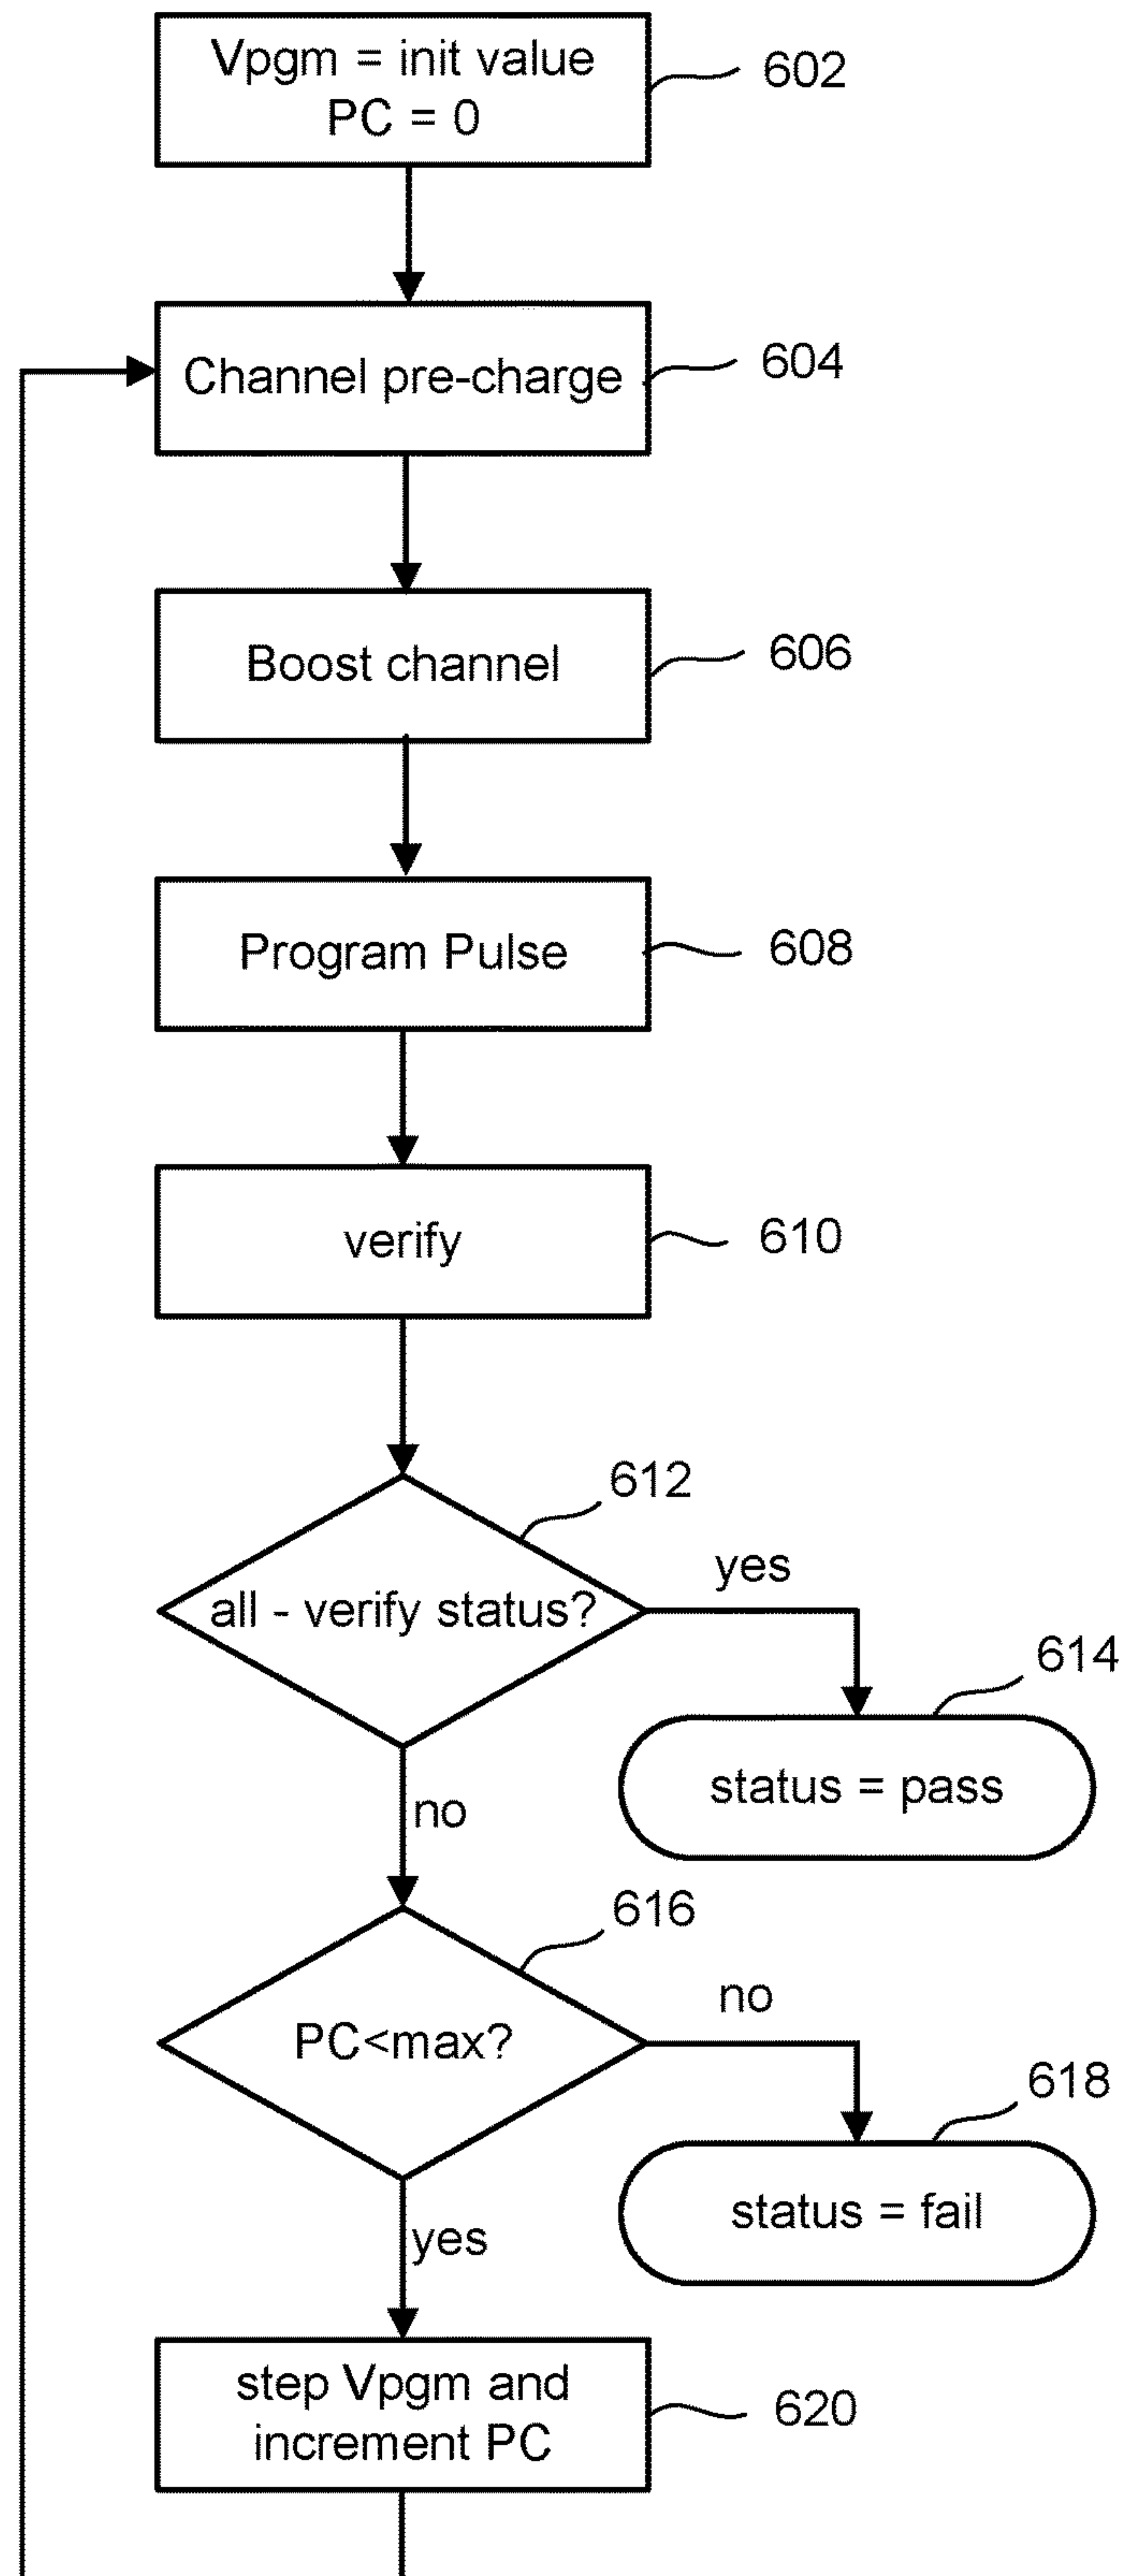 Vpgm = init value
PC = 0
602
Channel pre-charge
604
Boost channel
606
Program Pulse
608
verify
610
612
all - verify status?
yes
614
status = pass
no
616
PC<max?
no
618
status = fail
yes
step Vpgm and
increment PC
620